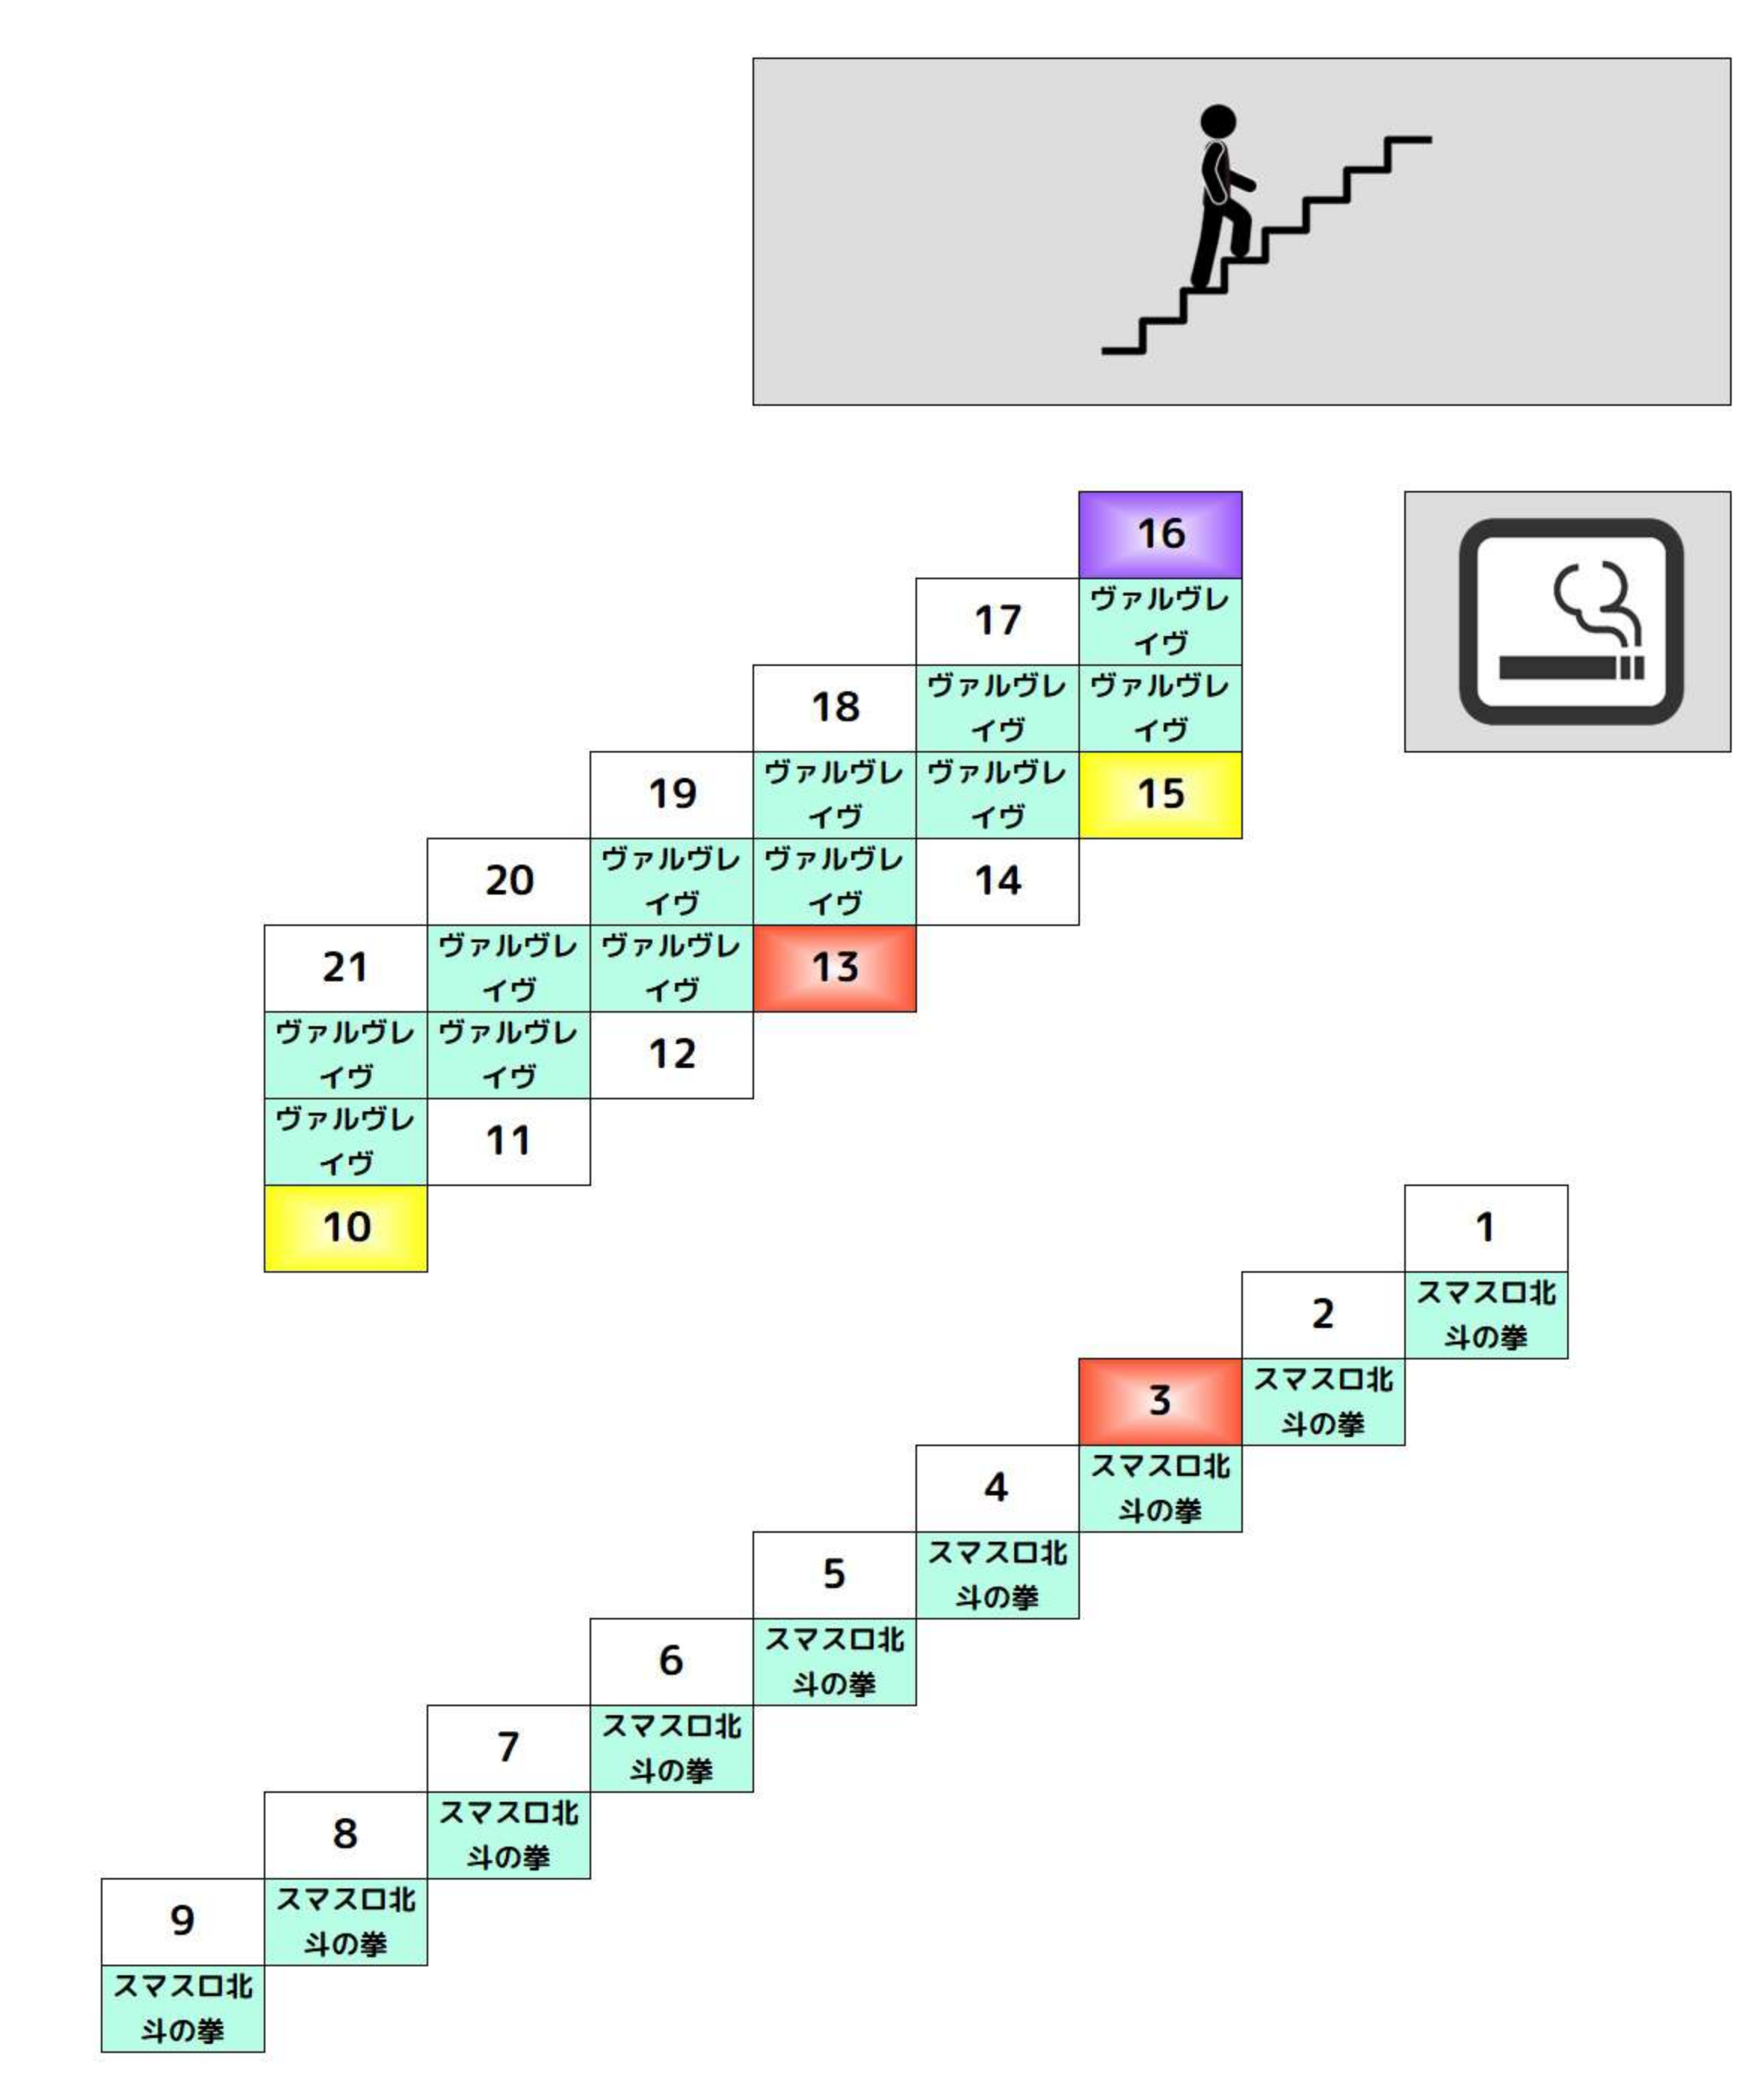 16
17
ヴァルヴレ
イヴ
18
ヴァルヴレ
イヴ
ヴァルヴレ
イヴ
19
ヴァルヴレ
イヴ
ヴァルヴレ
イヴ
15
20
ヴァルヴレ
イヴ
ヴァルヴレ
イヴ
14
21
ヴァルヴレ
イヴ
ヴァルヴレ
イヴ
13
ヴァルヴレ
イヴ
ヴァルヴレ
イヴ
12
ヴァルヴレ
イヴ
11
10
1
2
スマスロ北
斗の拳
3
スマスロ北
斗の拳
4
スマスロ北
斗の拳
5
スマスロ北
斗の拳
6
スマスロ北
斗の拳
7
スマスロ北
斗の拳
8
スマスロ北
斗の拳
9
スマスロ北
斗の拳
スマスロ北
斗の拳